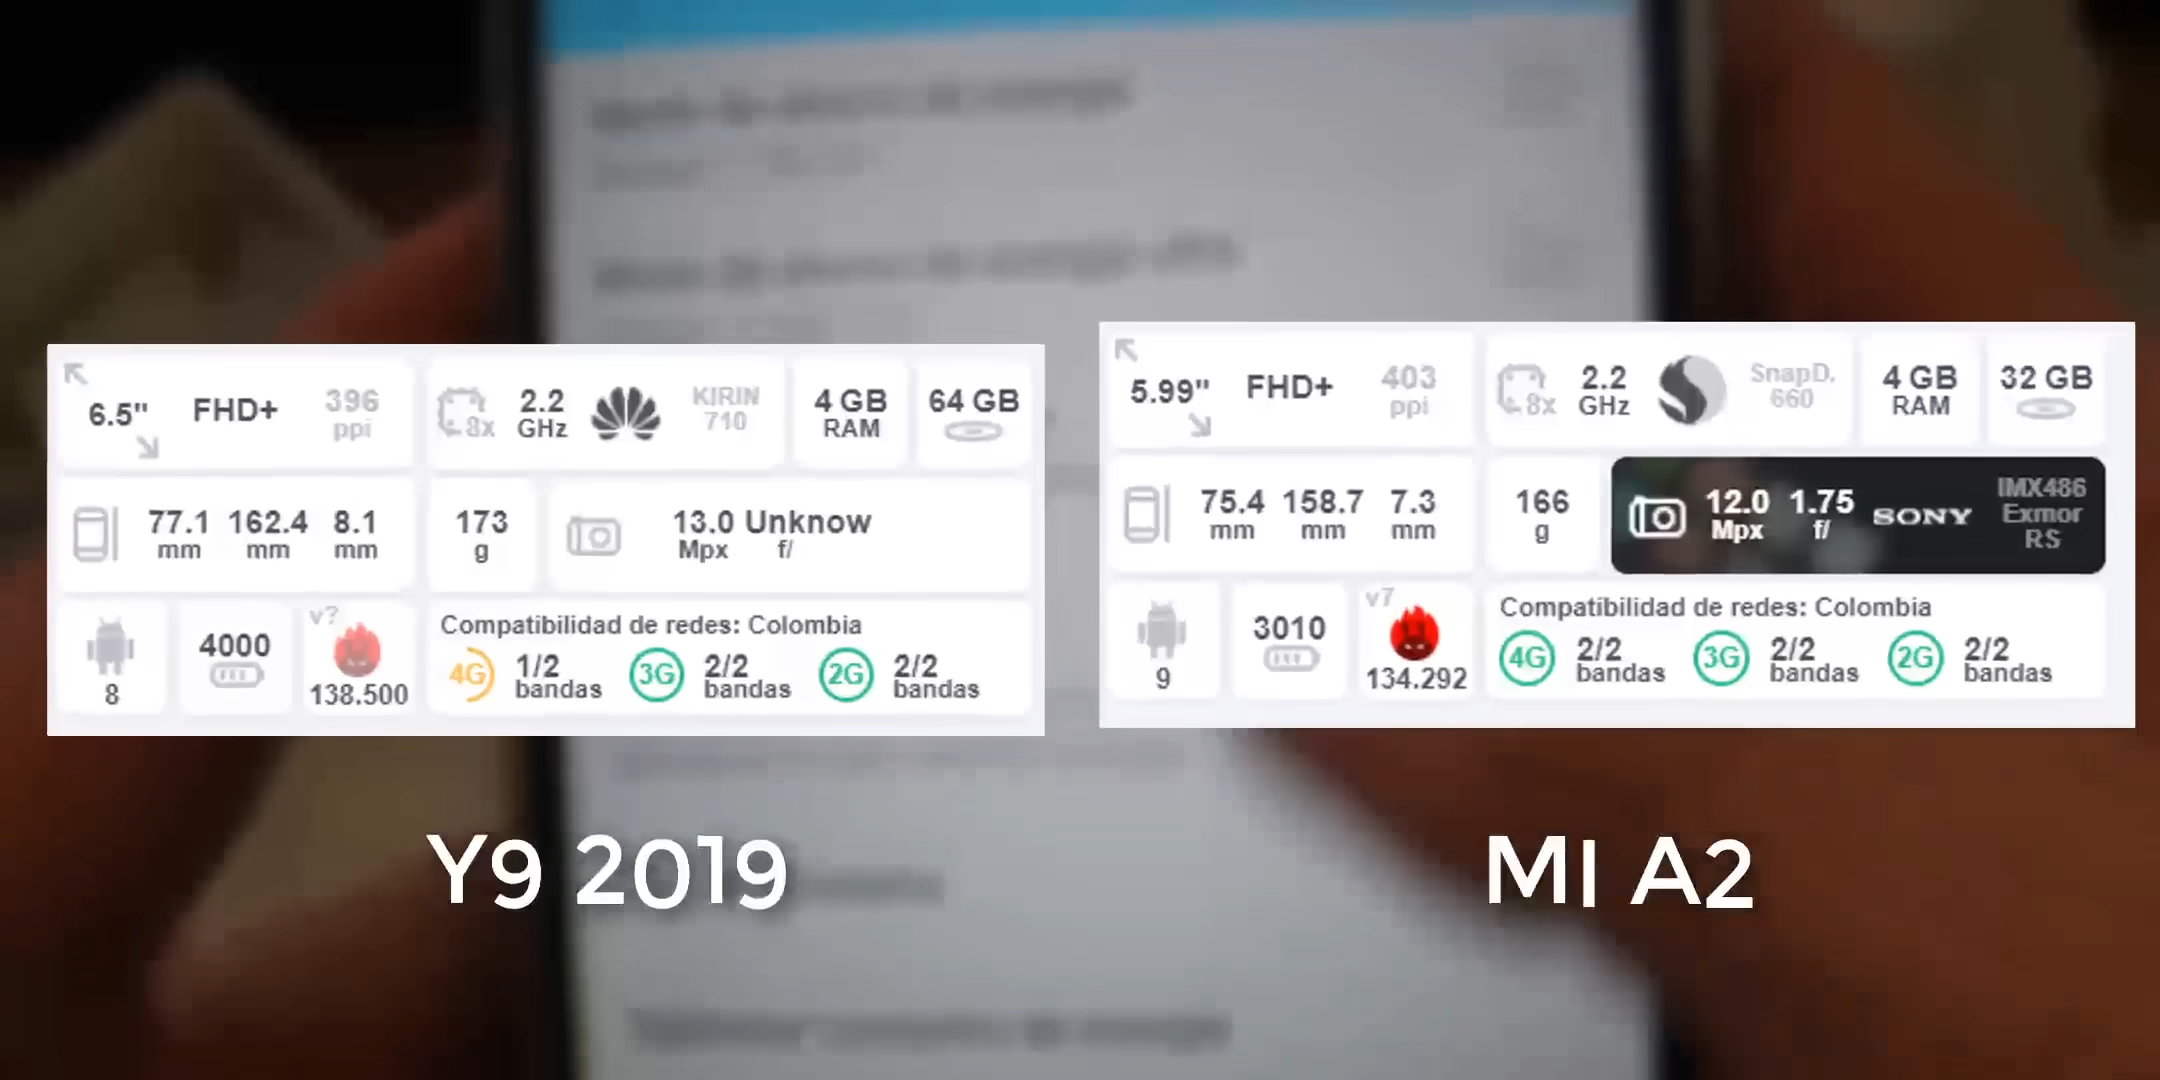 6.5" FHD+ 396 ppi
8x 2.2 GHz KIRIN 710
4 GB RAM
64 GB
77.1 mm 162.4 mm 8.1 mm
173 g
13.0 Mpx Unknow f/
8
4000
v? 138.500
Compatibilidad de redes: Colombia
4G 1/2 bandas 3G 2/2 bandas 2G 2/2 bandas
Y9 2019
5.99" FHD+ 403 ppi
8x 2.2 GHz SnapD. 660
4 GB RAM
32 GB
75.4 mm 158.7 mm 7.3 mm
166 g
12.0 Mpx 1.75 f/ SONY IMX486 Exmor RS
9
3010
v7 134.292
Compatibilidad de redes: Colombia
4G 2/2 bandas 3G 2/2 bandas 2G 2/2 bandas
MI A2